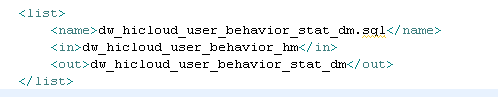 <list>
<name>dw_hicloud_user_behavior_stat_dm.sql</name>
<in>dw_hicloud_user_behavior_hm</in>
<out>dw_hicloud_user_behavior_stat_dm</out>
</list>